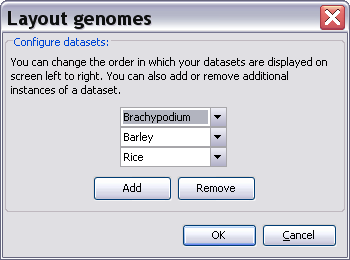 Layout genomes
Configure datasets:
You can change the order in which your datasets are displayed on
screen left to right. You can also add or remove additional
instances of a dataset.
Brachypodium
Barley
Rice
Add Remove
OK Cancel